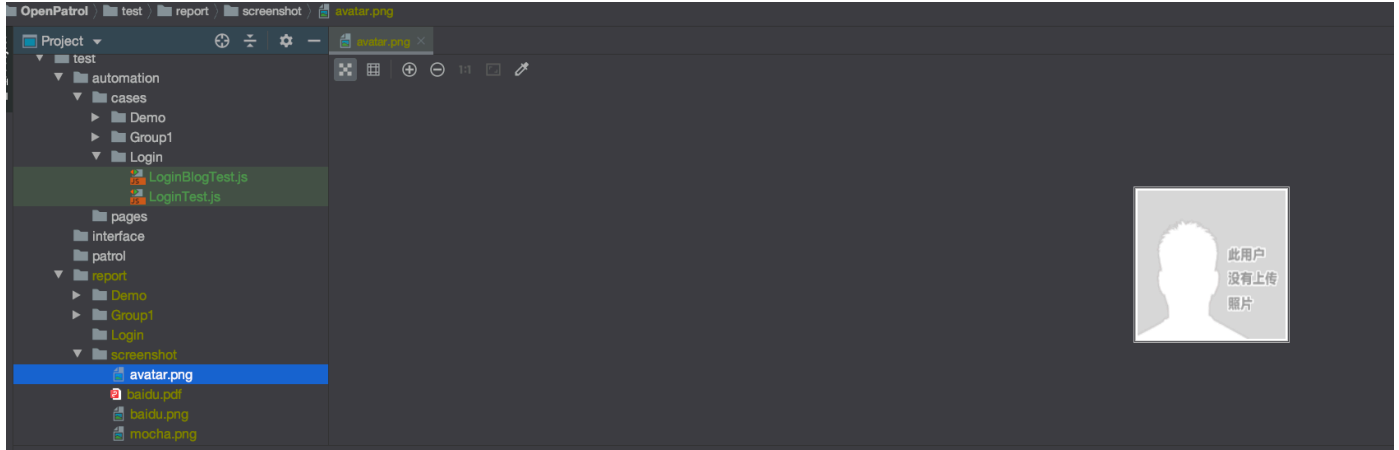 OpenPatrol test report screenshot avatar.png
Project
avatar.png
test
automation
cases
Demo
Group1
Login
LoginBlogTest.js
LoginTest.js
pages
interface
patrol
report
Demo
Group1
Login
screenshot
avatar.png
baidu.pdf
baidu.png
mocha.png
1:1
此用户
没有上传
照片